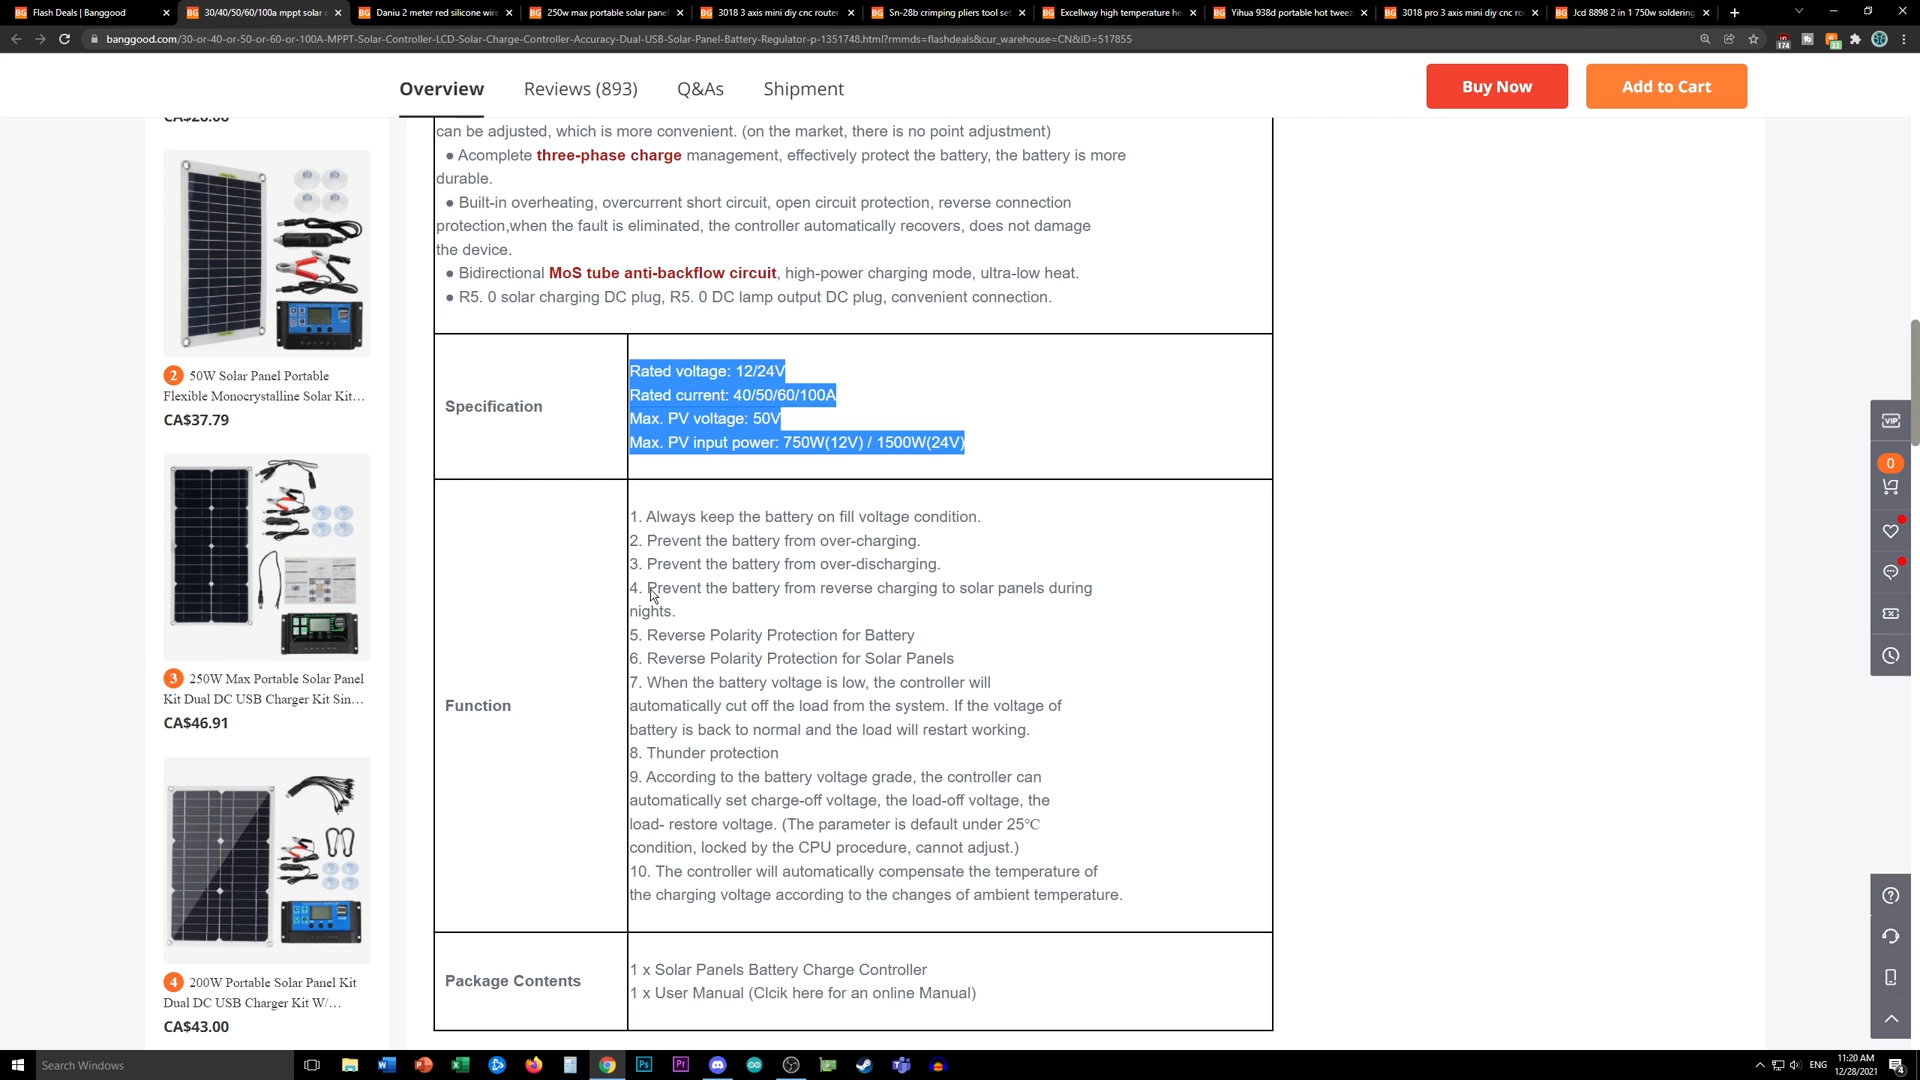 Flash Deals | Banggood
30/40/50/60/100a mppt solar
Daniu 2 meter red silicone wire
250w max portable solar panel
3018 3 axis mini diy cnc router
Sn-28b crimping pliers tool set
Excellway high temperature he
Yihua 938d portable hot tweez
3018 pro 3 axis mini diy cnc ro
Jcd 8898 2 in 1 750w soldering
banggood.com/30-or-40-or-50-or-60-or-100A-MPPT-Solar-Controller-LCD-Solar-Charge-Controller-Accuracy-Dual-USB-Solar-Panel-Battery-Regulator-p-1351748.html?rmmds=flashdeals&cur_warehouse=CN&ID=517855
174
33
Overview Reviews (893) Q&As Shipment
Buy Now Add to Cart
can be adjusted, which is more convenient. (on the market, there is no point adjustment)
● Acomplete three-phase charge management, effectively protect the battery, the battery is more
durable.
● Built-in overheating, overcurrent short circuit, open circuit protection, reverse connection
protection,when the fault is eliminated, the controller automatically recovers, does not damage
the device.
● Bidirectional MoS tube anti-backflow circuit, high-power charging mode, ultra-low heat.
● R5. 0 solar charging DC plug, R5. 0 DC lamp output DC plug, convenient connection.
Specification
Rated voltage: 12/24V
Rated current: 40/50/60/100A
Max. PV voltage: 50V
Max. PV input power: 750W(12V) / 1500W(24V)
Function
1. Always keep the battery on fill voltage condition.
2. Prevent the battery from over-charging.
3. Prevent the battery from over-discharging.
4. Prevent the battery from reverse charging to solar panels during
nights.
5. Reverse Polarity Protection for Battery
6. Reverse Polarity Protection for Solar Panels
7. When the battery voltage is low, the controller will
automatically cut off the load from the system. If the voltage of
battery is back to normal and the load will restart working.
8. Thunder protection
9. According to the battery voltage grade, the controller can
automatically set charge-off voltage, the load-off voltage, the
load- restore voltage. (The parameter is default under 25℃
condition, locked by the CPU procedure, cannot adjust.)
10. The controller will automatically compensate the temperature of
the charging voltage according to the changes of ambient temperature.
Package Contents
1 x Solar Panels Battery Charge Controller
1 x User Manual (Clcik here for an online Manual)
2 50W Solar Panel Portable
Flexible Monocrystalline Solar Kit…
CA$37.79
3 250W Max Portable Solar Panel
Kit Dual DC USB Charger Kit Sin…
CA$46.91
4 200W Portable Solar Panel Kit
Dual DC USB Charger Kit W/…
CA$43.00
VIP
0
Search Windows
ENG
11:20 AM
12/28/2021
4